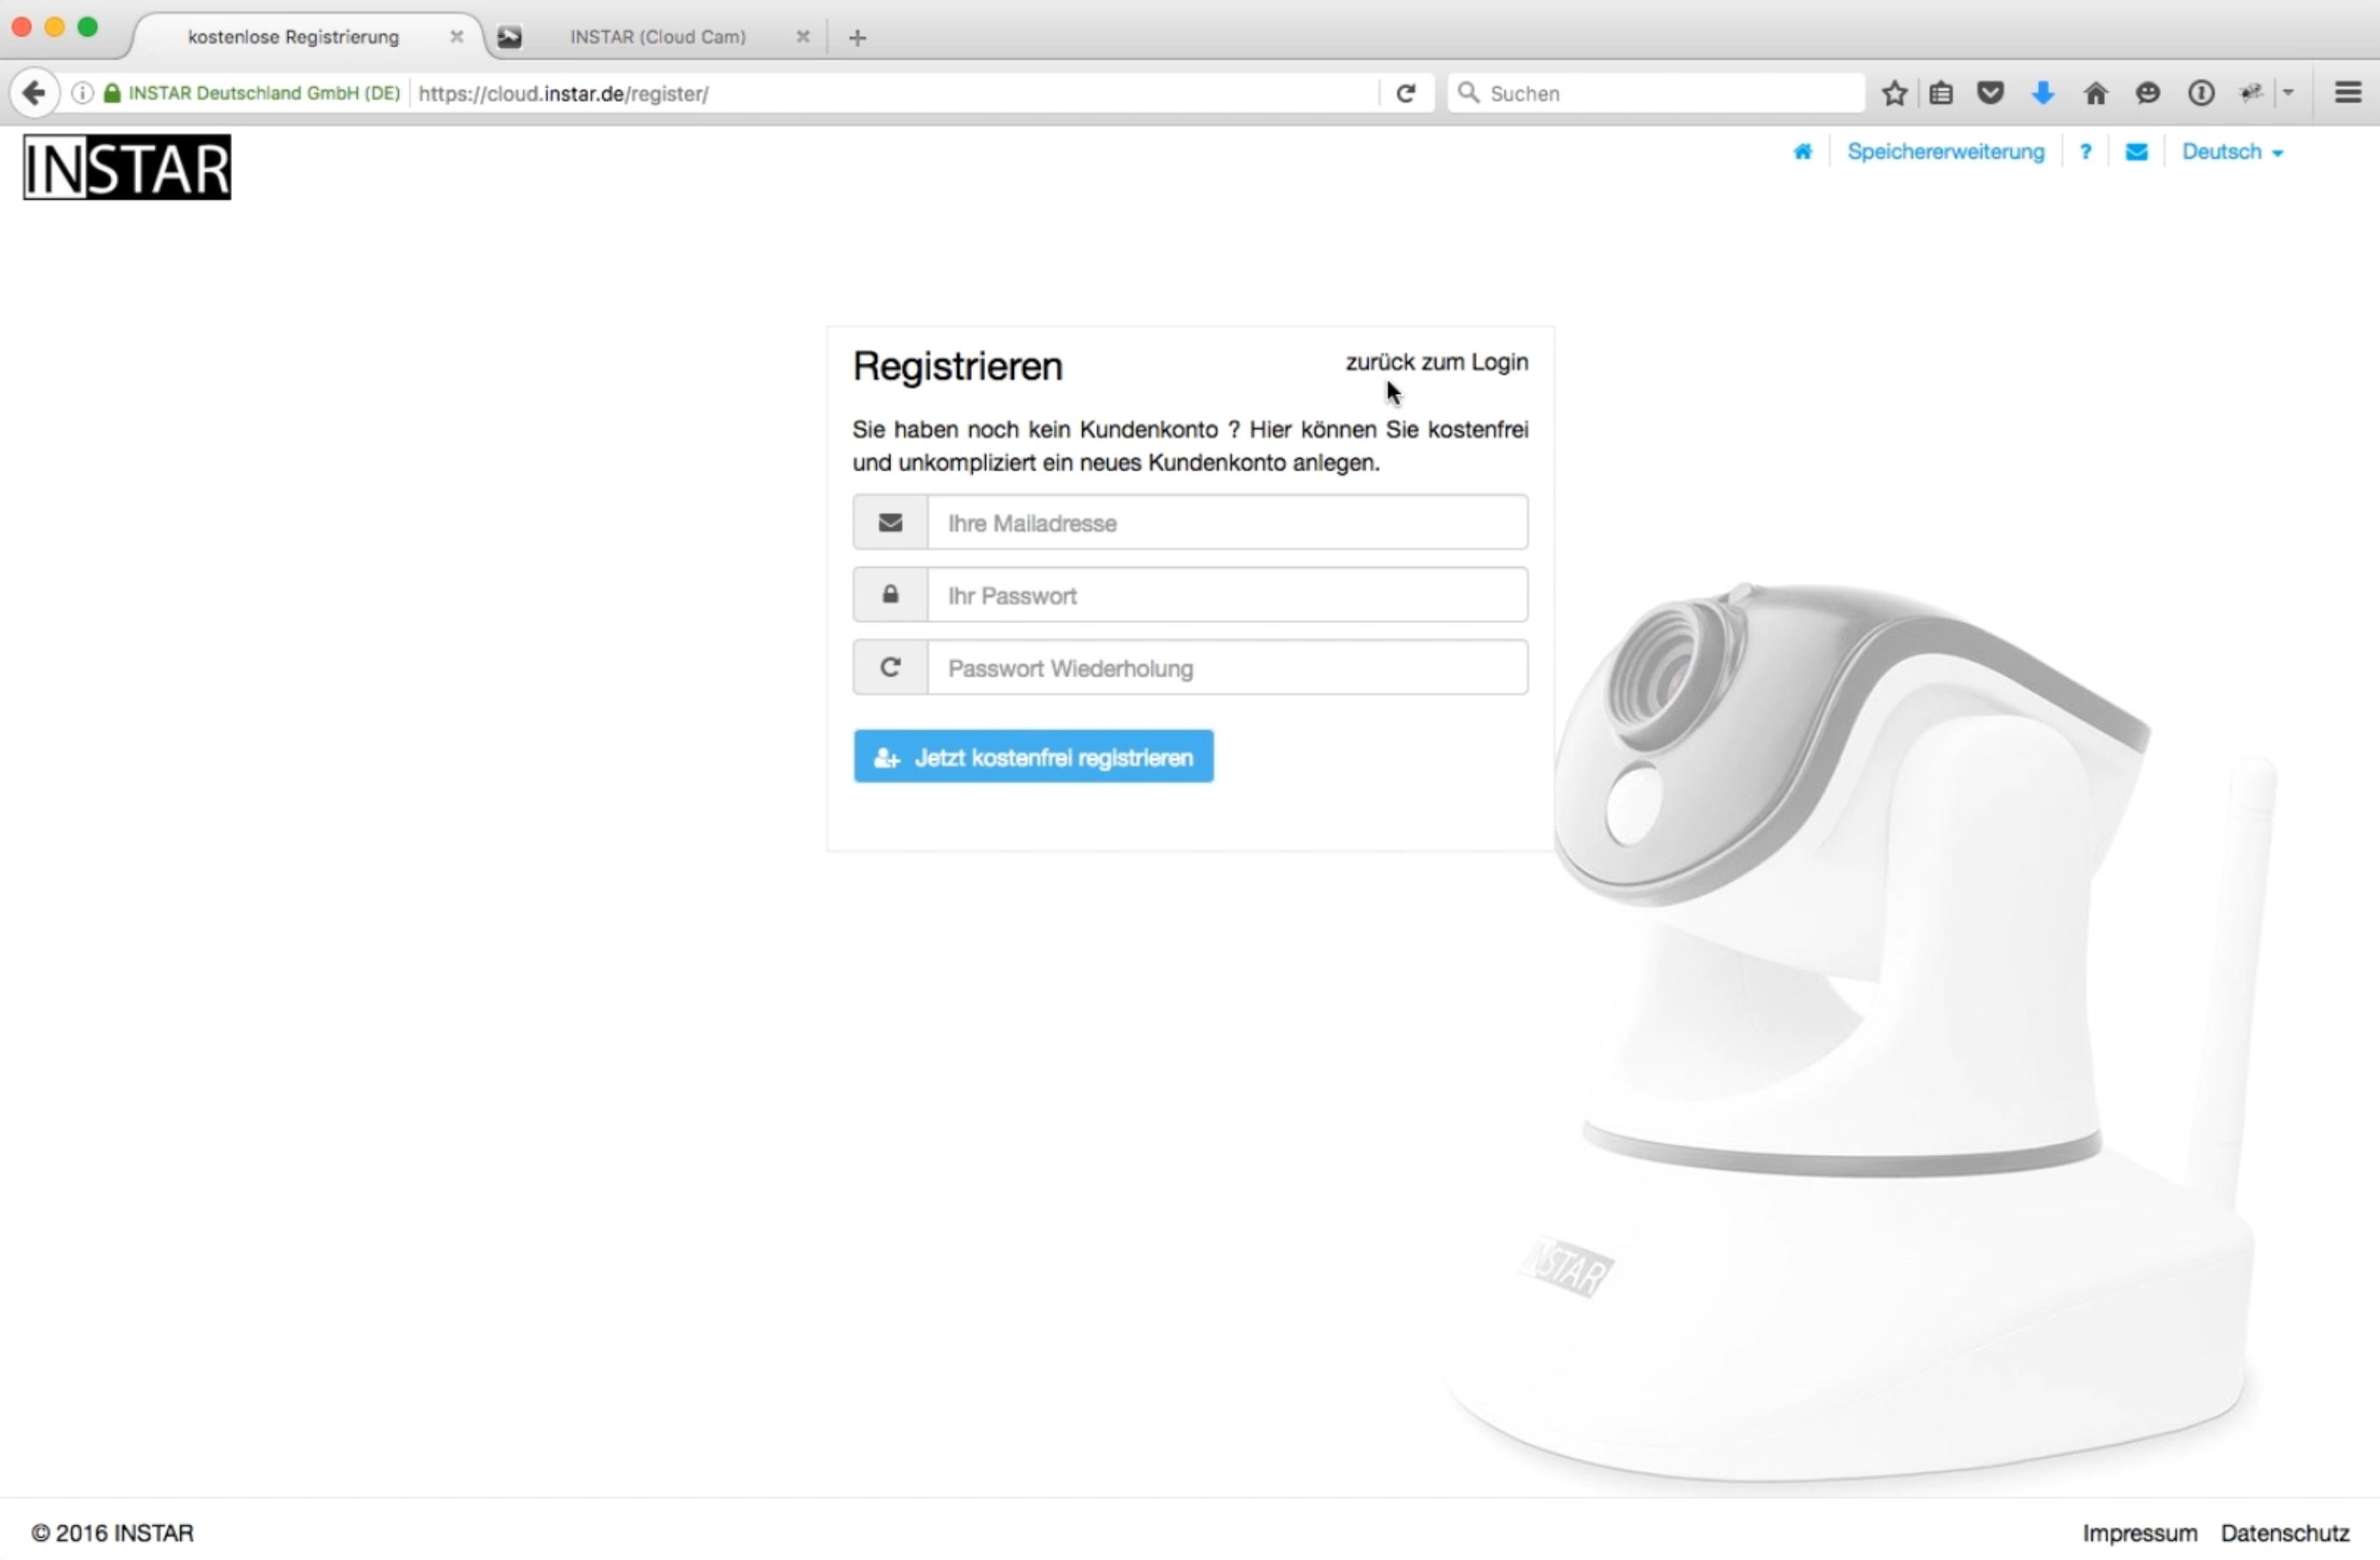 kostenlose Registrierung
INSTAR (Cloud Cam)
INSTAR Deutschland GmbH (DE)
https://cloud.instar.de/register/
Suchen
INSTAR
Speichererweiterung
?
Deutsch
Registrieren
zurück zum Login
Sie haben noch kein Kundenkonto ? Hier können Sie kostenfrei
und unkompliziert ein neues Kundenkonto anlegen.
Ihre Mailadresse
Ihr Passwort
Passwort Wiederholung
Jetzt kostenfrei registrieren
INSTAR
© 2016 INSTAR
Impressum
Datenschutz